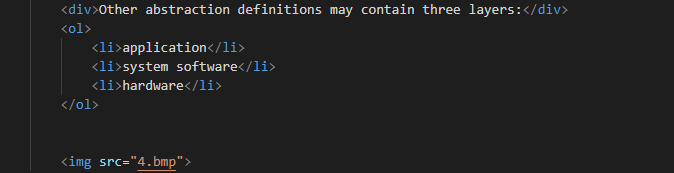 <div>Other abstraction definitions may contain three layers:</div>
<ol>
<li>application</li>
<li>system software</li>
<li>hardware</li>
</ol>
<img src="4.bmp">